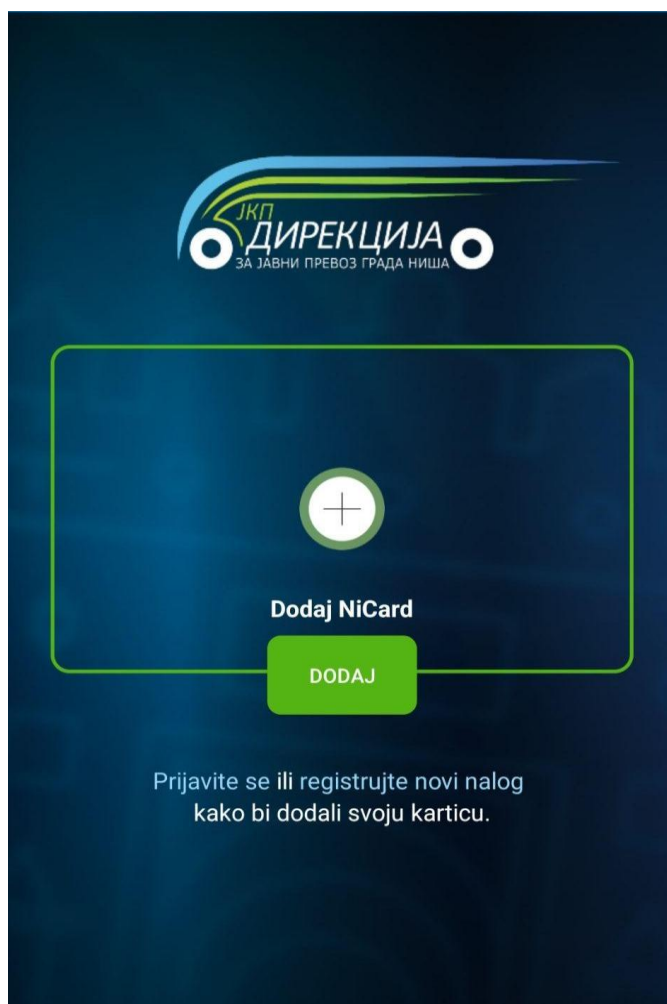 ЈКП
ДИРЕКЦИЈА
ЗА ЈАВНИ ПРЕВОЗ ГРАДА НИША
Dodaj NiCard
DODAJ
Prijavite se ili registrujte novi nalog
kako bi dodali svoju karticu.